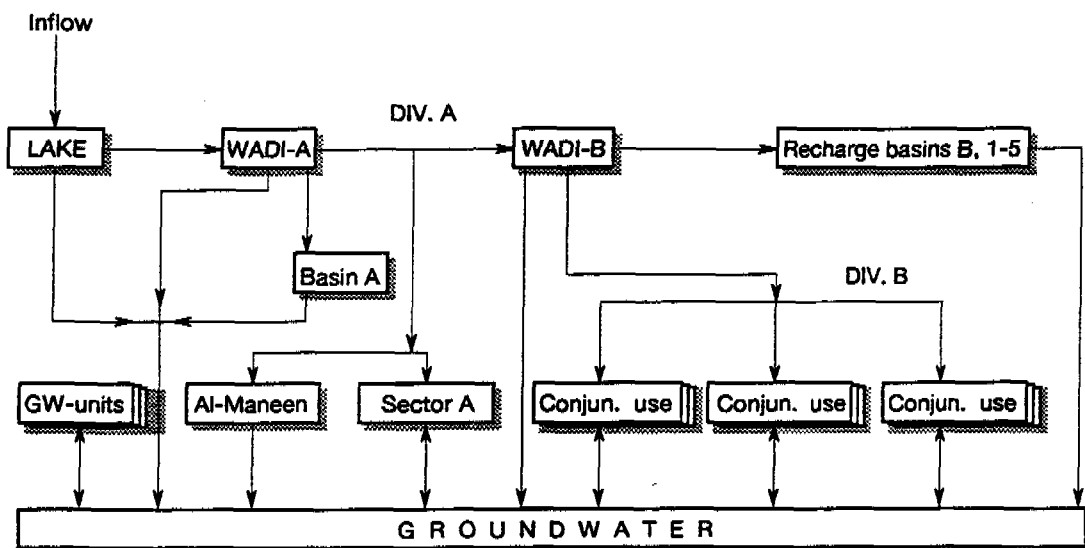 Inflow
DIV. A
LAKE
WADI-A
WADI-B
Recharge basins B, 1-5
Basin A
DIV. B
GW-units
Al-Maneen
Sector A
Conjun. use
Conjun. use
Conjun. use
GROUNDWATER